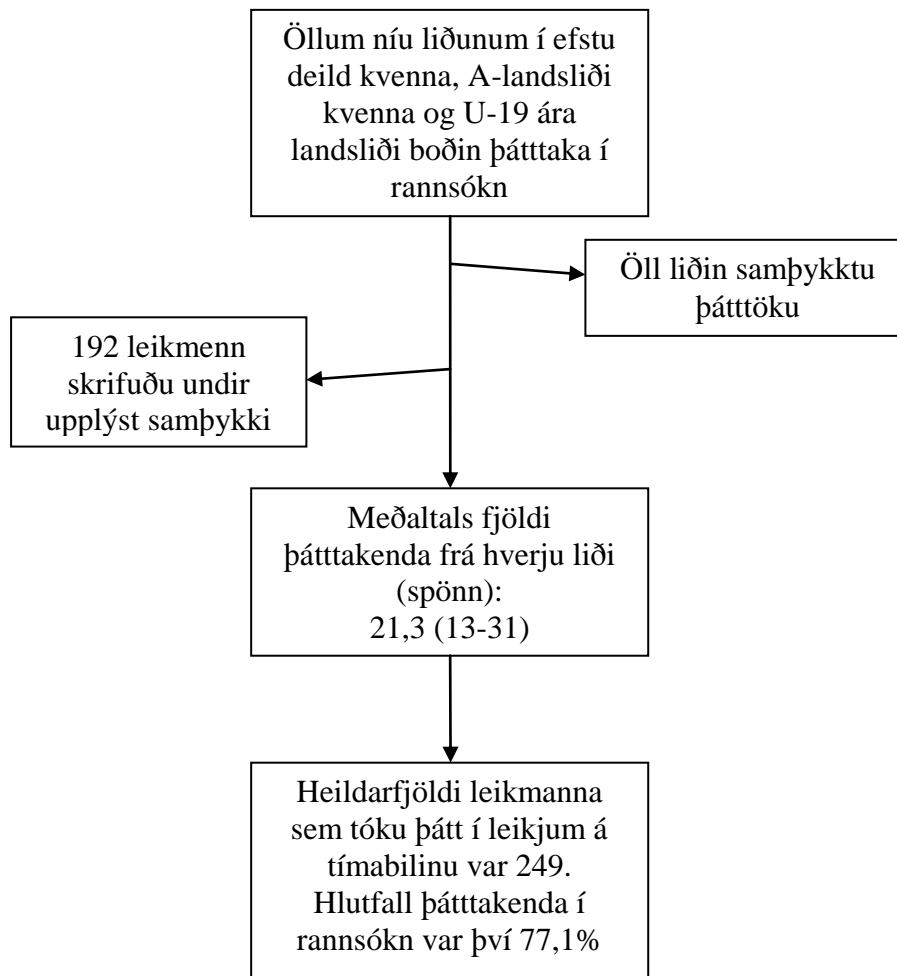 Öllum níu liðunum í efstu
deild kvenna, A-landsliði
kvenna og U-19 ára
landsliði boðin þátttaka í
rannsókn
Öll liðin samþykktu
þátttöku
192 leikmenn
skrifuðu undir
upplýst samþykki
Meðaltals fjöldi
þátttakenda frá hverju liði
(spönn):
21,3 (13-31)
Heildarfjöldi leikmanna
sem tóku þátt í leikjum á
tímabilinu var 249.
Hlutfall þátttakenda í
rannsókn var því 77,1%